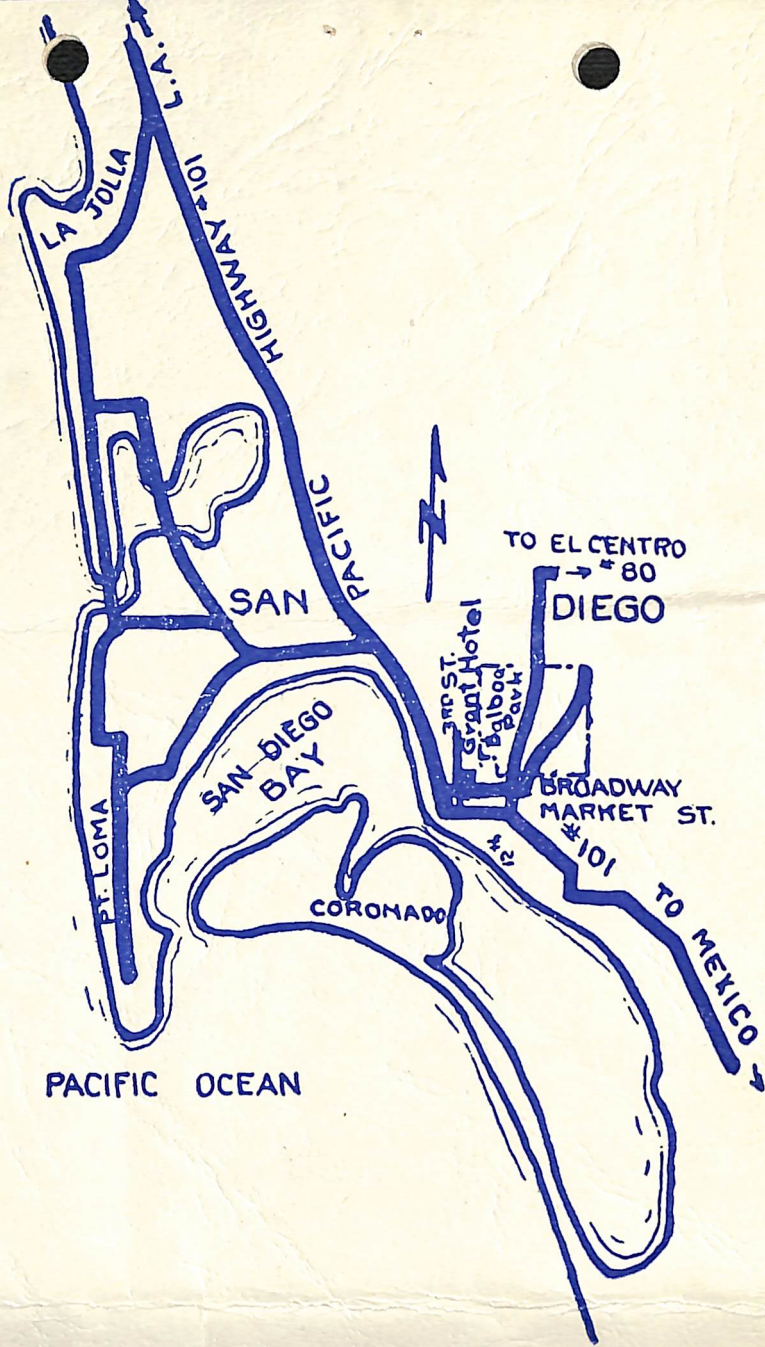 L.A.
LA JOLLA
HIGHWAY #101
PACIFIC
N
TO EL CENTRO
#80
SAN DIEGO
3RD ST.
Grant Hotel
Balboa
Park
SAN DIEGO
BAY
BROADWAY
MARKET ST.
12th
#101
PT. LOMA
CORONADO
TO MEXICO
PACIFIC OCEAN